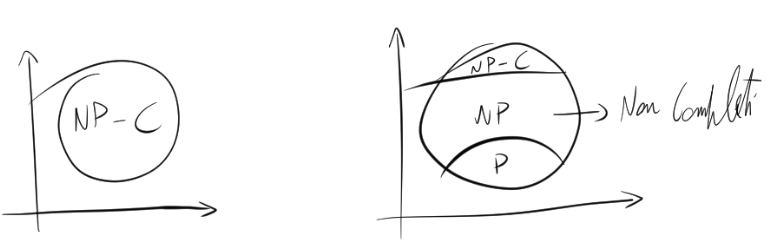 NP-C
NP-C
NP → Non Completi
P